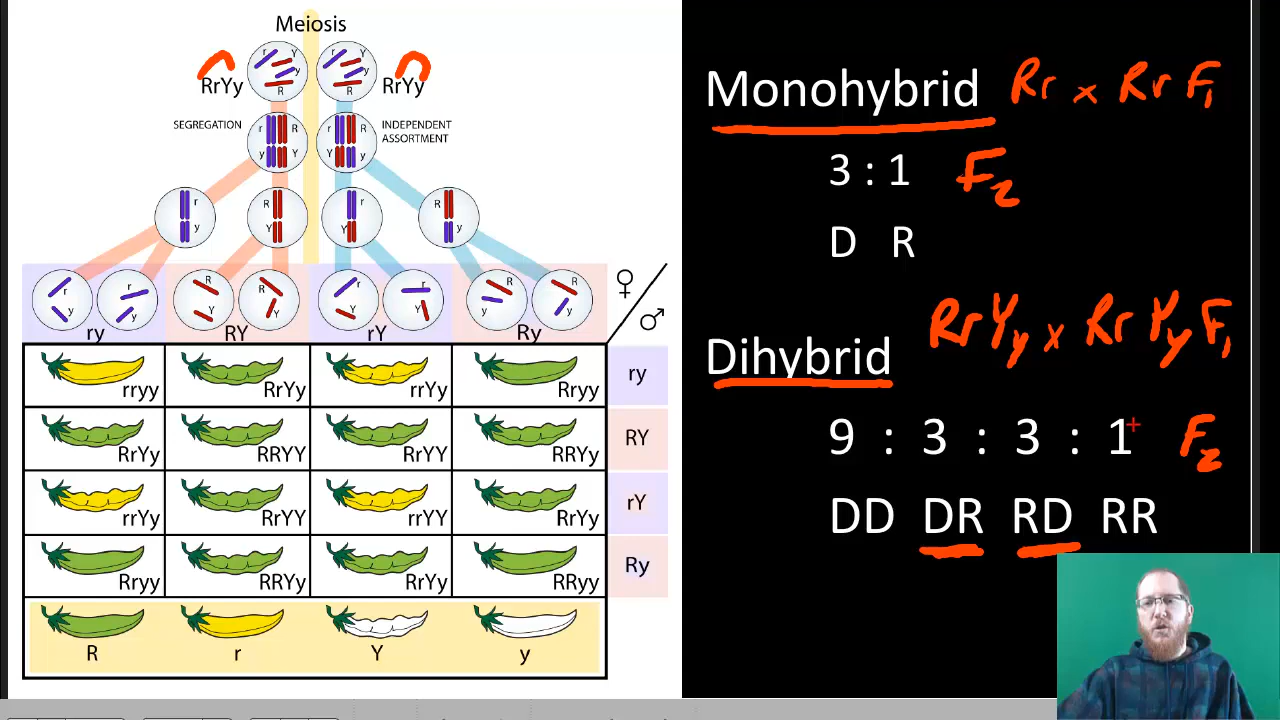 Meiosis
r Y y R
r Y y R
RrYy
RrYy
SEGREGATION
r R
y Y
r R
Y y
INDEPENDENT
ASSORTMENT
r
y
R
Y
r
Y
R
y
r
y
r
y
R
Y
R
Y
r
Y
r
Y
R
y
R
y
ry RY rY Ry
♀
♂
rryy RrYy rrYy Rryy ry
RrYy RRYY RrYY RRYy RY
rrYy RrYY rrYY RrYy rY
Rryy RRYy RrYy RRyy Ry
R r Y y
Monohybrid Rr x Rr F1
3 : 1 F2
D R
Dihybrid RrYy x RrYy F1
9 : 3 : 3 : 1 F2
DD DR RD RR